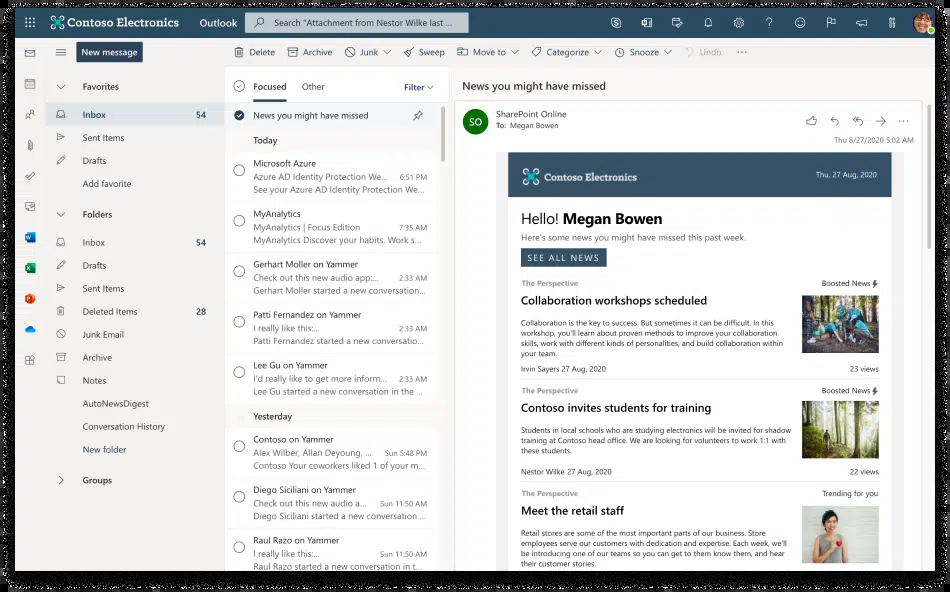 Contoso Electronics
Outlook
Search "Attachment from Nestor Wilke last ...
New message
Delete
Archive
Junk
Sweep
Move to
Categorize
Snooze
Undo
Favorites
Inbox 54
Sent Items
Drafts
Add favorite
Folders
Inbox 54
Drafts
Sent Items
Deleted Items 28
Junk Email
Archive
Notes
AutoNewsDigest
Conversation History
New folder
Groups
Focused
Other
Filter
News you might have missed
Today
Microsoft Azure
Azure AD Identity Protection We... 6:51 PM
See your Azure AD Identity Protection We...
MyAnalytics
MyAnalytics | Focus Edition 7:35 AM
MyAnalytics Discover your habits. Work s...
Gerhart Moller on Yammer
Check out this new audio app:... 2:33 AM
Gerhart Moller started a new conversation...
Patti Fernandez on Yammer
I really like this:... 2:33 AM
Patti Fernandez started a new conversatio...
Lee Gu on Yammer
I'd really like to get more inform... 2:33 AM
Lee Gu started a new conversation in the ...
Yesterday
Contoso on Yammer
Alex Wilber, Allan Deyoung, ... Sun 5:48 PM
Contoso Your coworkers liked 1 of your m...
Diego Siciliani on Yammer
Check out this new audio a... Sun 11:50 AM
Diego Siciliani started a new conversation ...
Raul Razo on Yammer
I really like this:... Sun 11:50 AM
Raul Razo started a new conversation in t...
News you might have missed
SO
SharePoint Online
To: Megan Bowen
Thu 8/27/2020 5:02 AM
Contoso Electronics
Thu, 27 Aug, 2020
Hello! Megan Bowen
Here's some news you might have missed this past week.
SEE ALL NEWS
The Perspective
Boosted News
Collaboration workshops scheduled
Collaboration is the key to success. But sometimes it can be difficult. In this
workshop, you'll learn about proven methods to improve your collaboration
skills, work with different kinds of personalities, and build collaboration within
your team.
Irvin Sayers 27 Aug, 2020
23 views
The Perspective
Boosted News
Contoso invites students for training
Students in local schools who are studying electronics will be invited for shadow
training at Contoso head office. We are looking for volunteers to work 1:1 with
these students.
Nestor Wilke 27 Aug, 2020
22 views
The Perspective
Trending for you
Meet the retail staff
Retail stores are some of the most important parts of our business. Store
employees serve our customers with dedication and expertise. Each week, we'll
be introducing one of our teams so you can get to them know them, and hear
their customer stories.